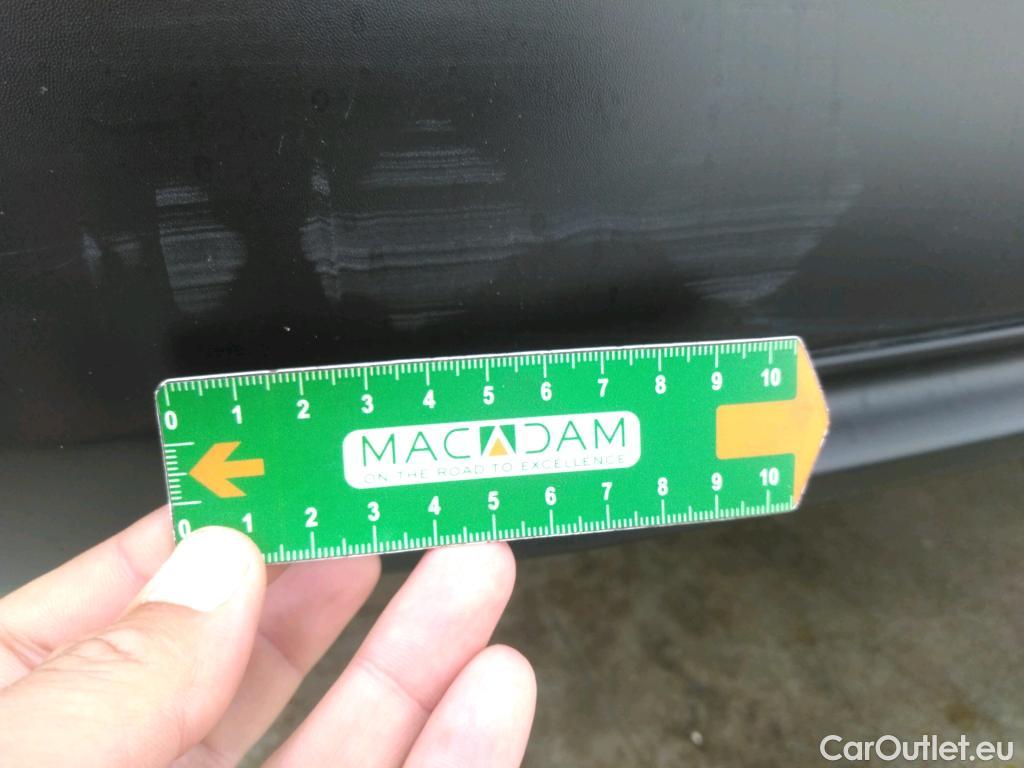 0 1 2 3 4 5 6 7 8 9 10
MACADAM
ON THE ROAD TO EXCELLENCE
0 1 2 3 4 5 6 7 8 9 10
CarOutlet.eu